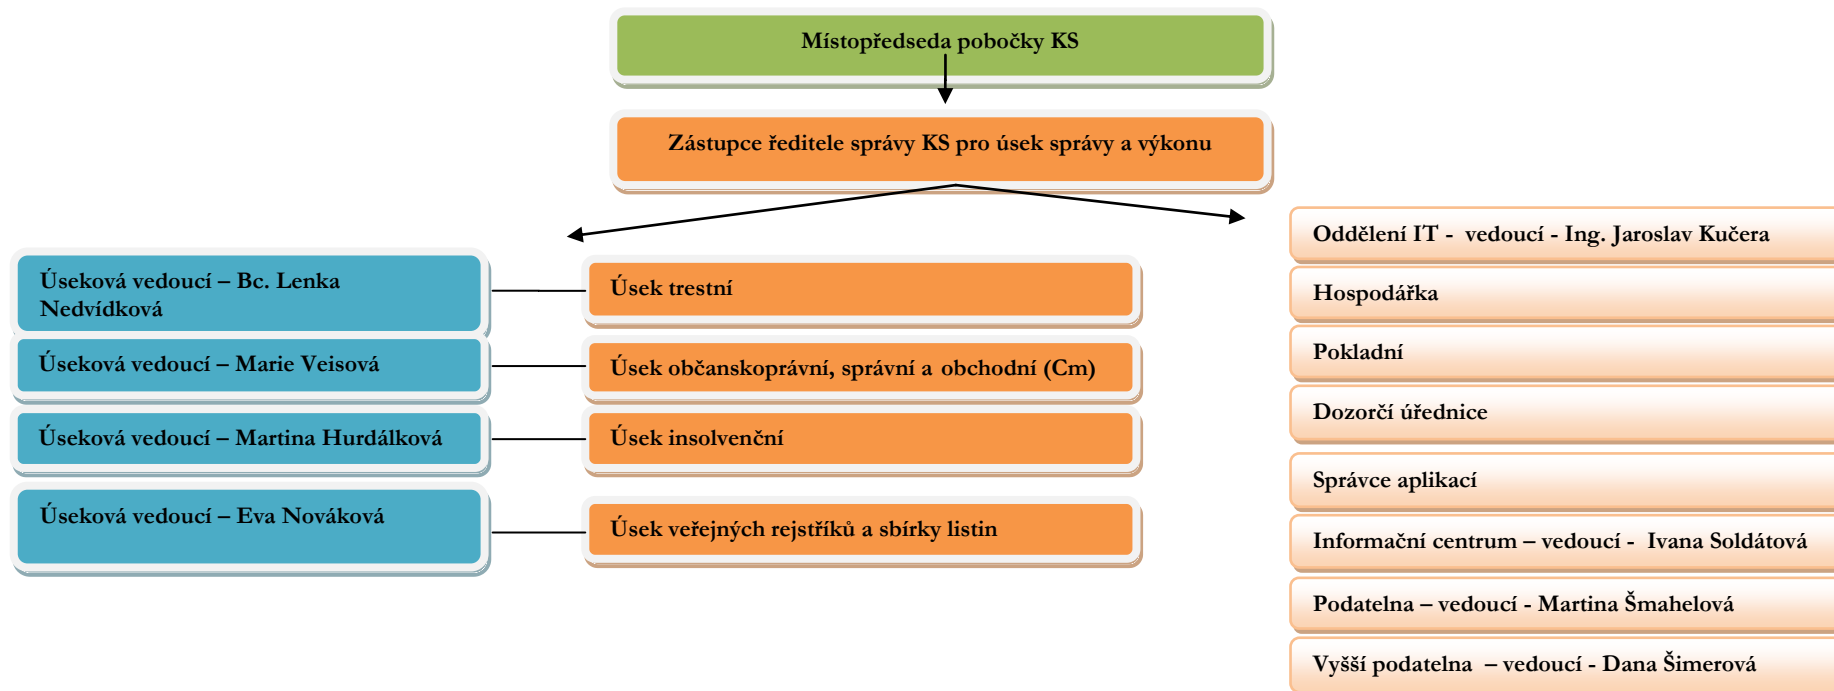 Místopředseda pobočky KS
Zástupce ředitele správy KS pro úsek správy a výkonu
Úseková vedoucí – Bc. Lenka
Nedvídková
Úsek trestní
Úseková vedoucí – Marie Veisová
Úsek občanskoprávní, správní a obchodní (Cm)
Úseková vedoucí – Martina Hurdálková
Úsek insolvenční
Úseková vedoucí – Eva Nováková
Úsek veřejných rejstříků a sbírky listin
Oddělení IT - vedoucí - Ing. Jaroslav Kučera
Hospodářka
Pokladní
Dozorčí úřednice
Správce aplikací
Informační centrum – vedoucí - Ivana Soldátová
Podatelna – vedoucí - Martina Šmahelová
Vyšší podatelna – vedoucí - Dana Šimerová